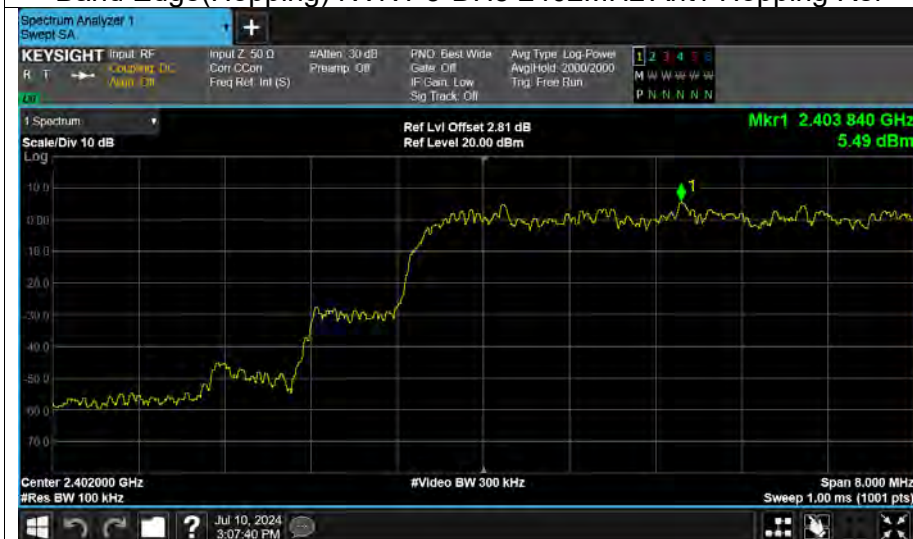 Spectrum Analyzer 1
Swept SA
+
KEYSIGHT Input: RF
R T Coupling: DC
Align: Off
Input Z: 50 Ω
Corr CCorr
Freq Ref: Int (S)
#Atten: 30 dB
Preamp: Off
PNO: Best Wide
Gate: Off
IF Gain: Low
Sig Track: Off
Avg Type: Log-Power
Avg|Hold: 2000/2000
Trig: Free Run
1 2 3 4 5 6
M W W W W W
P N N N N N
1 Spectrum
Scale/Div 10 dB
Log
Ref Lvl Offset 2.81 dB
Ref Level 20.00 dBm
Mkr1 2.403 840 GHz
5.49 dBm
1
10.0
0.00
-10.0
-20.0
-30.0
-40.0
-50.0
-60.0
-70.0
Center 2.402000 GHz
#Res BW 100 kHz
#Video BW 300 kHz
Span 8.000 MHz
Sweep 1.00 ms (1001 pts)
?
Jul 10, 2024
3:07:40 PM